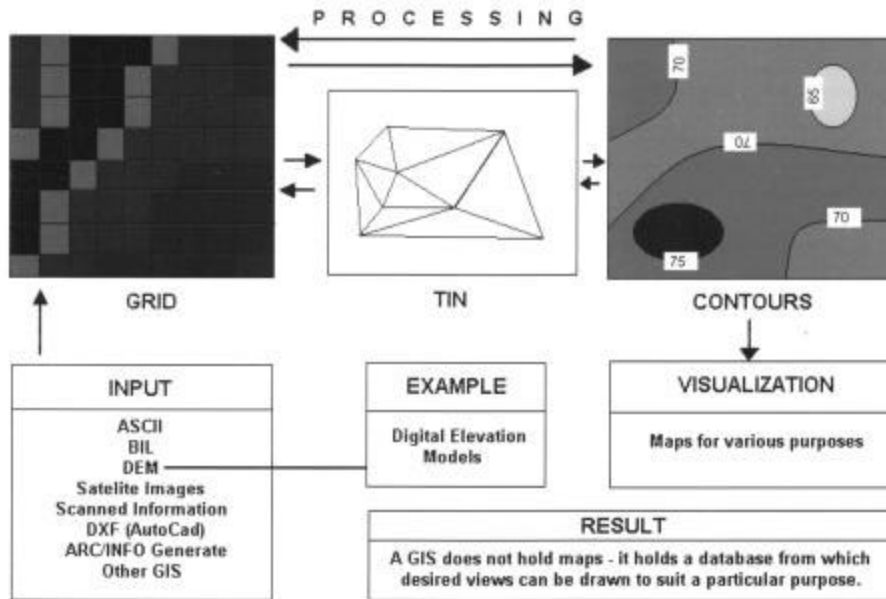 P R O C E S S I N G
70
65
70
70
75
GRID
TIN
CONTOURS
INPUT
ASCII
BIL
DEM
Satelite Images
Scanned Information
DXF (AutoCad)
ARC/INFO Generate
Other GIS
EXAMPLE
Digital Elevation
Models
VISUALIZATION
Maps for various purposes
RESULT
A GIS does not hold maps - it holds a database from which
desired views can be drawn to suit a particular purpose.